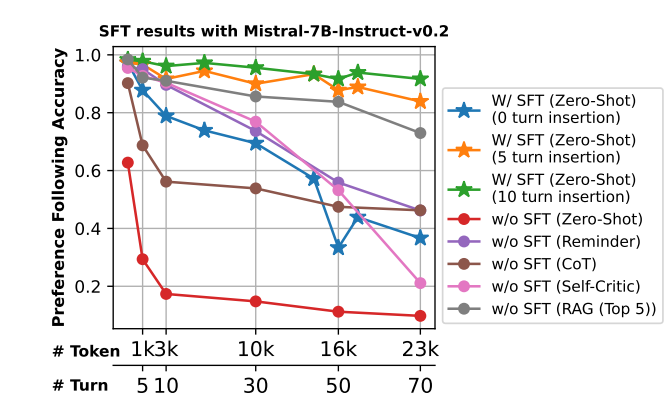 SFT results with Mistral-7B-Instruct-v0.2
Preference Following Accuracy
1.0
0.8
0.6
0.4
0.2
# Token 1k 3k 10k 16k 23k
# Turn 5 10 30 50 70
W/ SFT (Zero-Shot)
(0 turn insertion)
W/ SFT (Zero-Shot)
(5 turn insertion)
W/ SFT (Zero-Shot)
(10 turn insertion)
w/o SFT (Zero-Shot)
w/o SFT (Reminder)
w/o SFT (CoT)
w/o SFT (Self-Critic)
w/o SFT (RAG (Top 5))